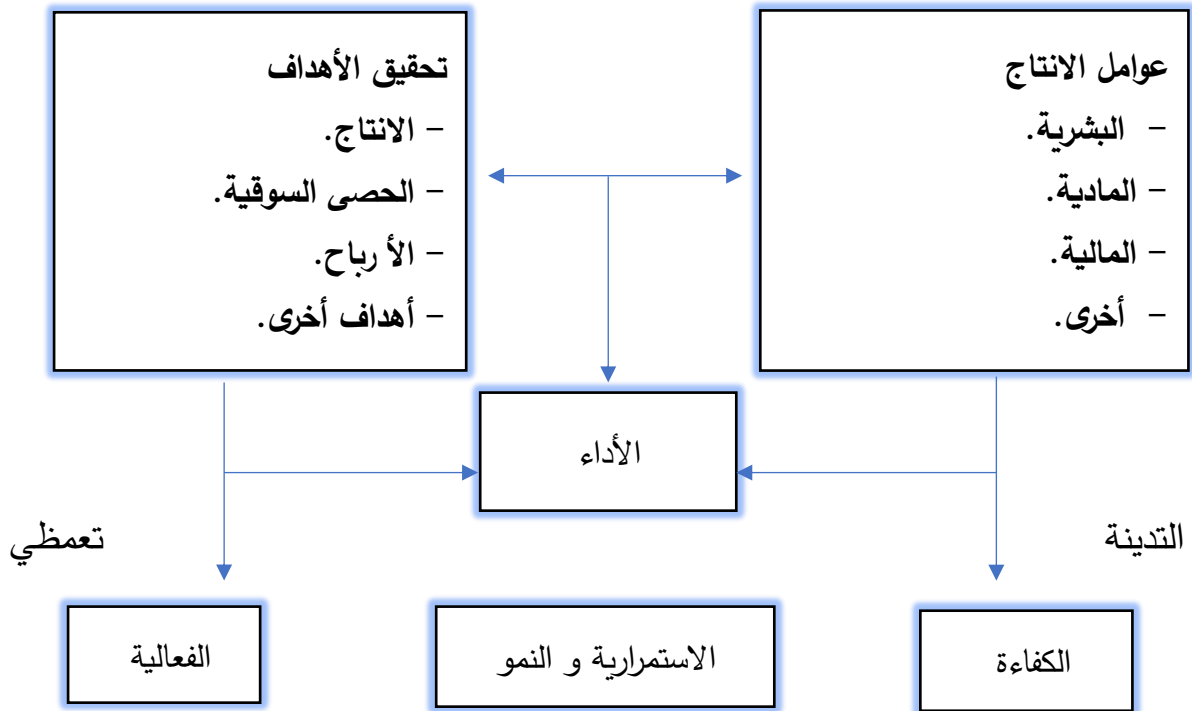 عوامل الانتاج
– البشرية.
– المادية.
– المالية.
– أخرى.
تحقيق الأهداف
– الانتاج.
– الحصى السوقية.
– الأ رباح.
– أهداف أخرى.
الأداء
التدينة
تعمظي
الكفاءة
الاستمرارية و النمو
الفعالية